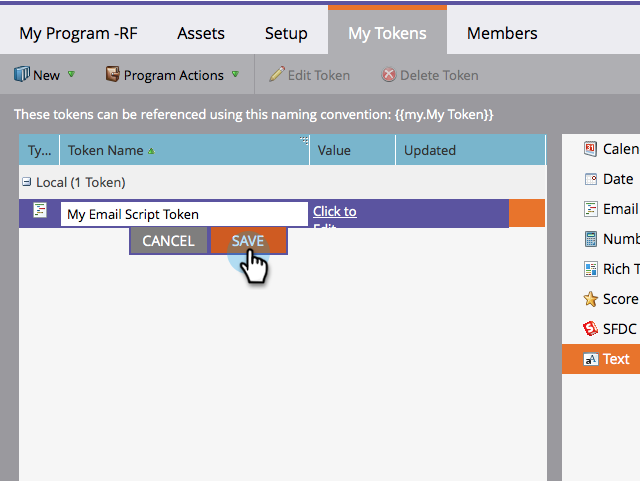 My Program -RF
Assets
Setup
My Tokens
Members
New
Program Actions
Edit Token
Delete Token
These tokens can be referenced using this naming convention: {{my.My Token}}
Ty...
Token Name
Value
Updated
Local (1 Token)
My Email Script Token
Click to
Edit
CANCEL
SAVE
Calen
Date
Email
Numb
Rich T
Score
SFDC
Text